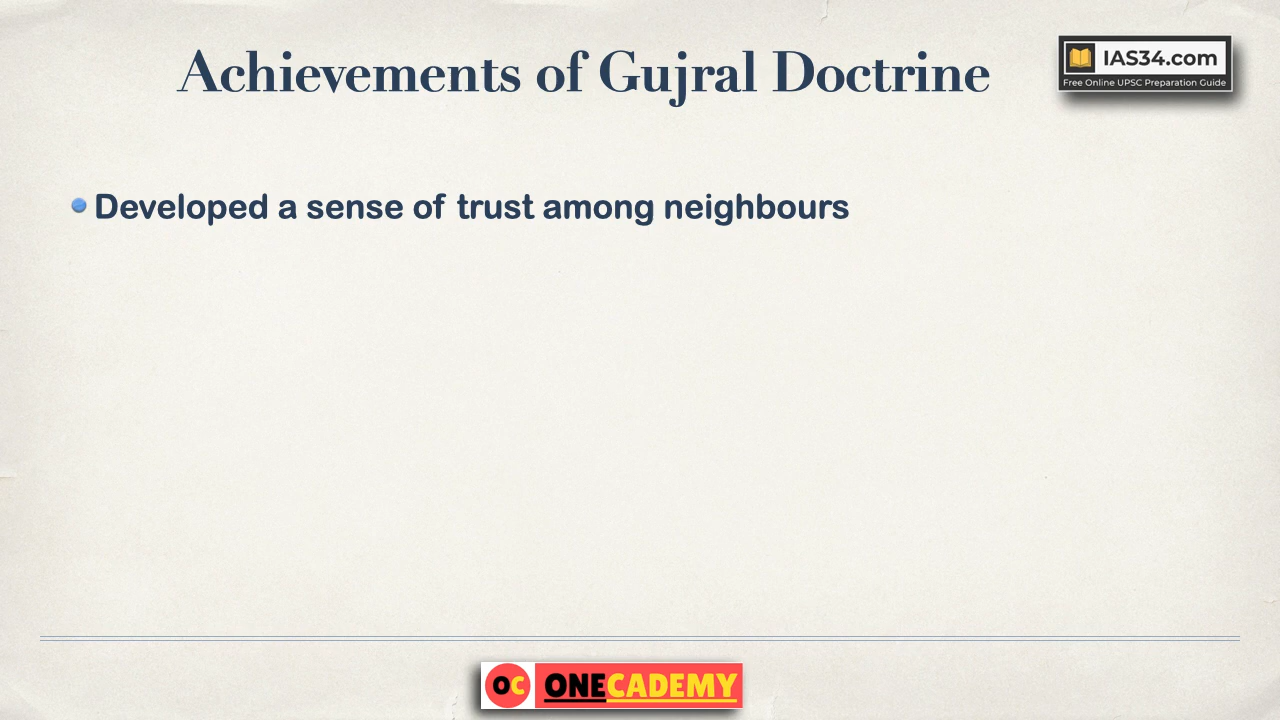 Achievements of Gujral Doctrine
IAS34.com
Free Online UPSC Preparation Guide
Developed a sense of trust among neighbours
OC ONECADEMY